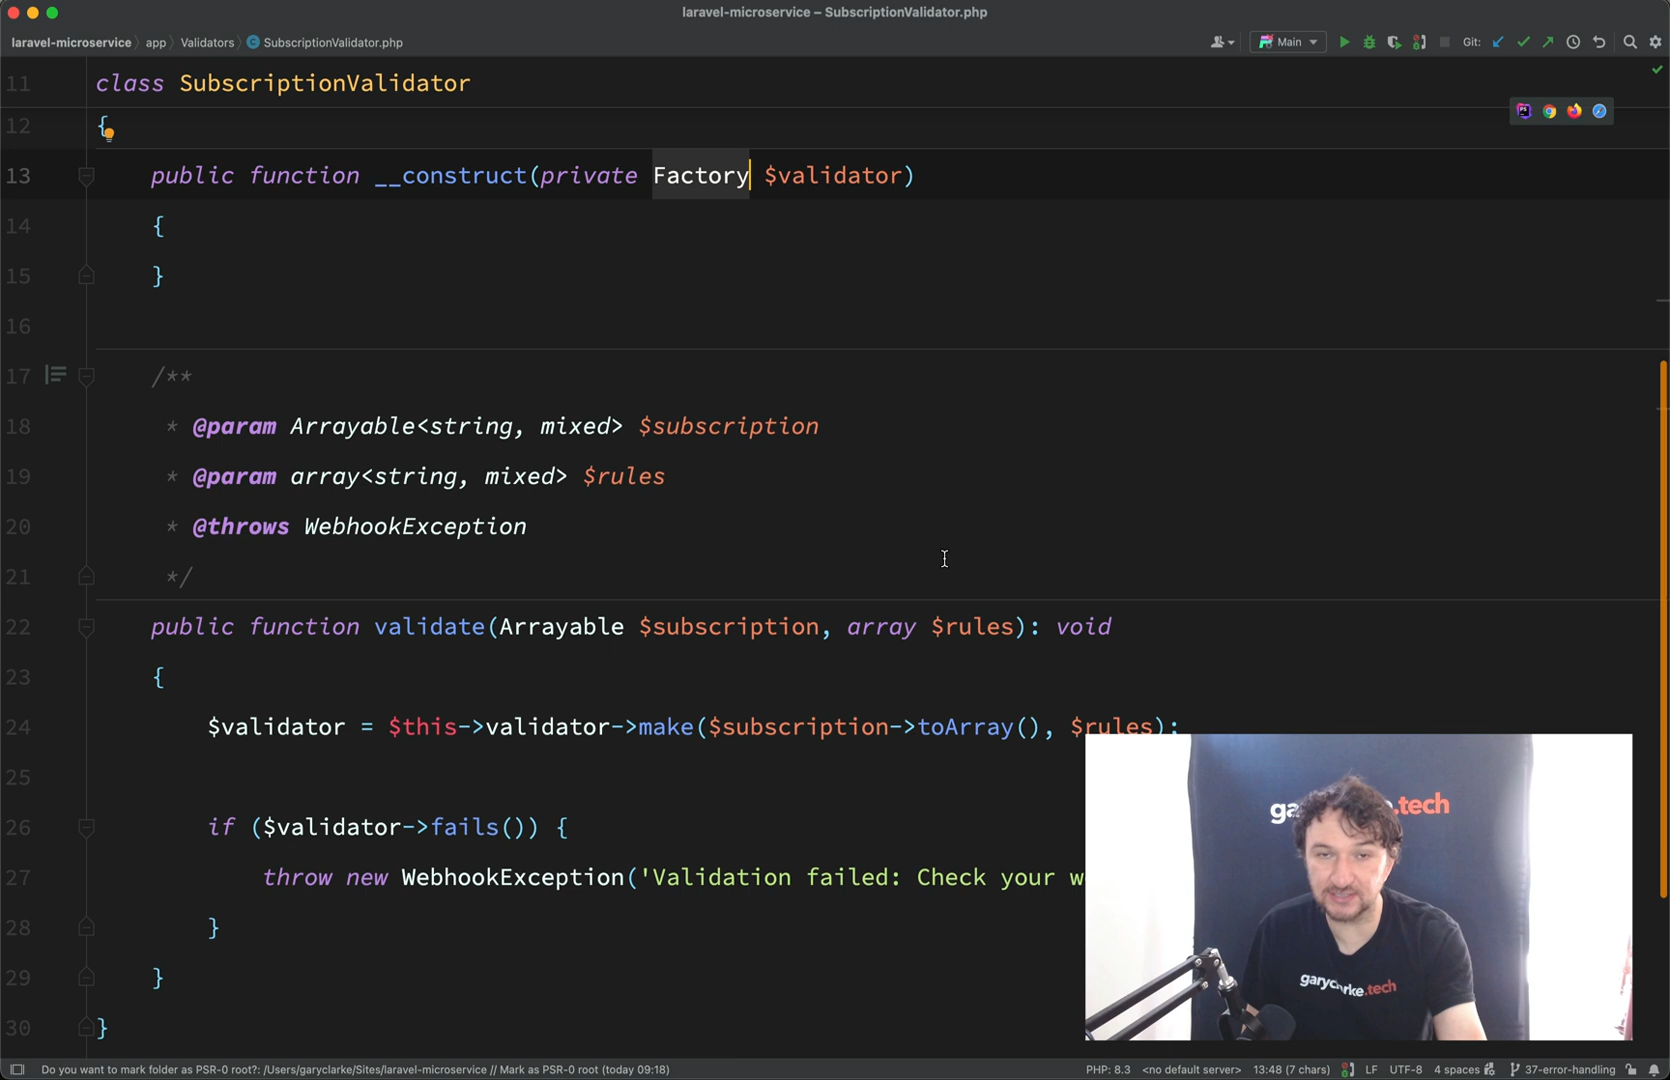 laravel-microservice – SubscriptionValidator.php
laravel-microservice app Validators SubscriptionValidator.php
Main Git:
11 class SubscriptionValidator
12 {
13 public function __construct(private Factory $validator)
14 {
15 }
16
17 /**
18 * @param Arrayable<string, mixed> $subscription
19 * @param array<string, mixed> $rules
20 * @throws WebhookException
21 */
22 public function validate(Arrayable $subscription, array $rules): void
23 {
24 $validator = $this->validator->make($subscription->toArray(), $rules);
25
26 if ($validator->fails()) {
27 throw new WebhookException('Validation failed: Check your w
28 }
29 }
30 }
.tech
garyclarke.tech
Do you want to mark folder as PSR-0 root?: /Users/garyclarke/Sites/laravel-microservice // Mark as PSR-0 root (today 09:18) PHP: 8.3 <no default server> 13:48 (7 chars) LF UTF-8 4 spaces 37-error-handling